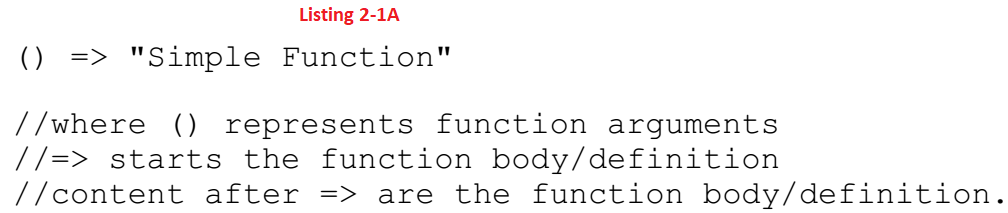 Listing 2-1A
() => "Simple Function"
//where () represents function arguments
//=> starts the function body/definition
//content after => are the function body/definition.